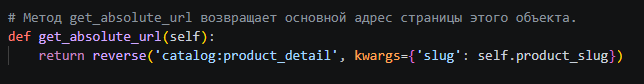 # Метод get_absolute_url возвращает основной адрес страницы этого объекта.
def get_absolute_url(self):
    return reverse('catalog:product_detail', kwargs={'slug': self.product_slug})